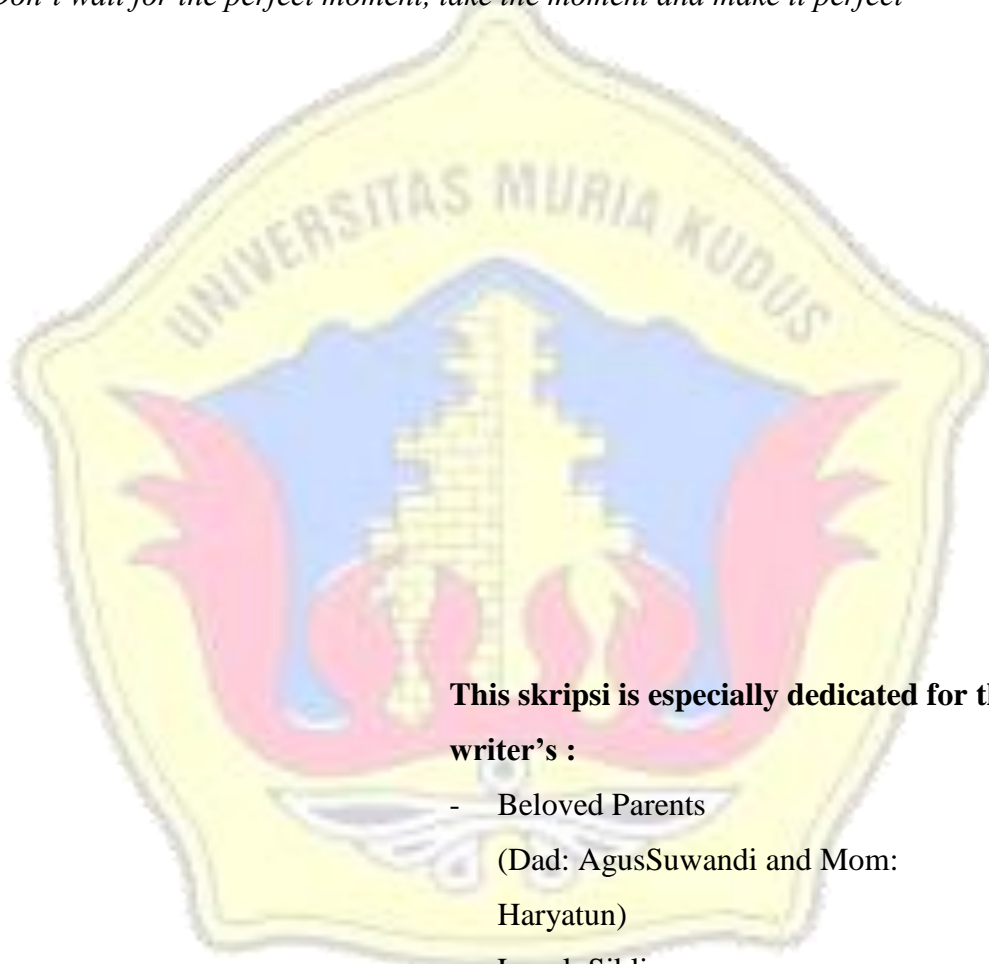 Don't wait for the perfect moment, take the moment and make it perfect
UNIVERSITAS MURIA KUDUS
This skripsi is especially dedicated for
writer's :
- Beloved Parents
(Dad: AgusSuwandi and Mom:
Haryatun)